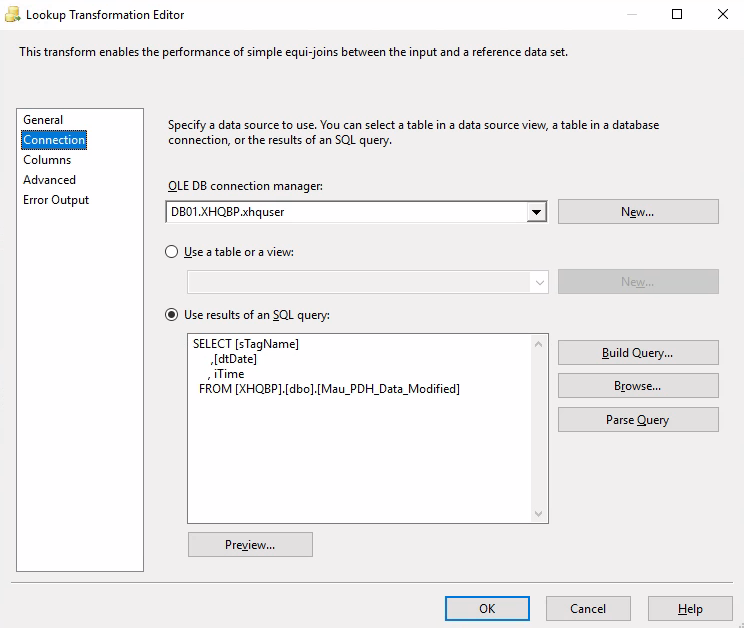 Lookup Transformation Editor
This transform enables the performance of simple equi-joins between the input and a reference data set.
General
Connection
Columns
Advanced
Error Output
Specify a data source to use. You can select a table in a data source view, a table in a database
connection, or the results of an SQL query.
OLE DB connection manager:
DB01.XHQBP.xhquser
New...
Use a table or a view:
New...
Use results of an SQL query:
SELECT [sTagName]
,[dtDate]
, iTime
FROM [XHQBP].[dbo].[Mau_PDH_Data_Modified]
Build Query...
Browse...
Parse Query
Preview...
OK
Cancel
Help